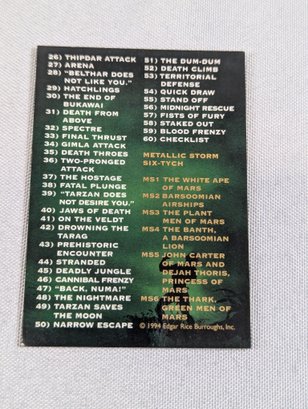 26) THIPDAR ATTACK
27) ARENA
28) "BELTHAR DOES
NOT LIKE YOU."
29) HATCHLINGS
30) THE END OF
BUKAWAI
31) DEATH FROM
ABOVE
32) SPECTRE
33) FINAL THRUST
34) GIMLA ATTACK
35) DEATH THROES
36) TWO-PRONGED
ATTACK
37) THE HOSTAGE
38) FATAL PLUNGE
39) "TARZAN DOES
NOT DESIRE YOU."
40) JAWS OF DEATH
41) ON THE VELDT
42) DROWNING THE
TARAG
43) PREHISTORIC
ENCOUNTER
44) STRANDED
45) DEADLY JUNGLE
46) CANNIBAL FRENZY
47) "BACK, NUMA!"
48) THE NIGHTMARE
49) TARZAN SAVES
THE MOON
50) NARROW ESCAPE
51) THE DUM-DUM
52) DEATH CLIMB
53) TERRITORIAL
DEFENSE
54) QUICK DRAW
55) STAND OFF
56) MIDNIGHT RESCUE
57) FISTS OF FURY
58) STAKED OUT
59) BLOOD FRENZY
60) CHECKLIST
METALLIC STORM
SIX-TYCH
MS1 THE WHITE APE
OF MARS
MS2 BARSOOMIAN
AIRSHIPS
MS3 THE PLANT
MEN OF MARS
MS4 THE BANTH,
A BARSOOMIAN
LION
MS5 JOHN CARTER
OF MARS AND
DEJAH THORIS,
PRINCESS OF
MARS
MS6 THE THARK,
GREEN MEN OF
MARS
© 1994 Edgar Rice Burroughs, Inc.